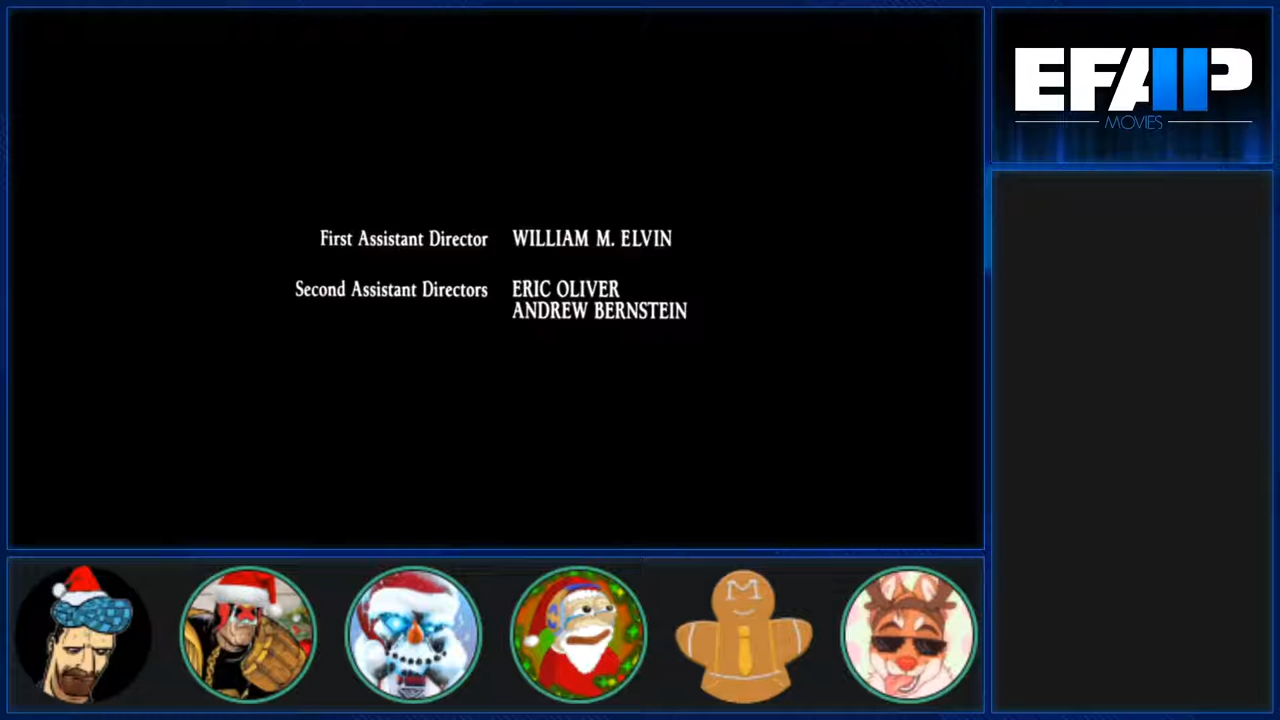 EFAP
MOVIES
First Assistant Director WILLIAM M. ELVIN
Second Assistant Directors ERIC OLIVER
ANDREW BERNSTEIN
M